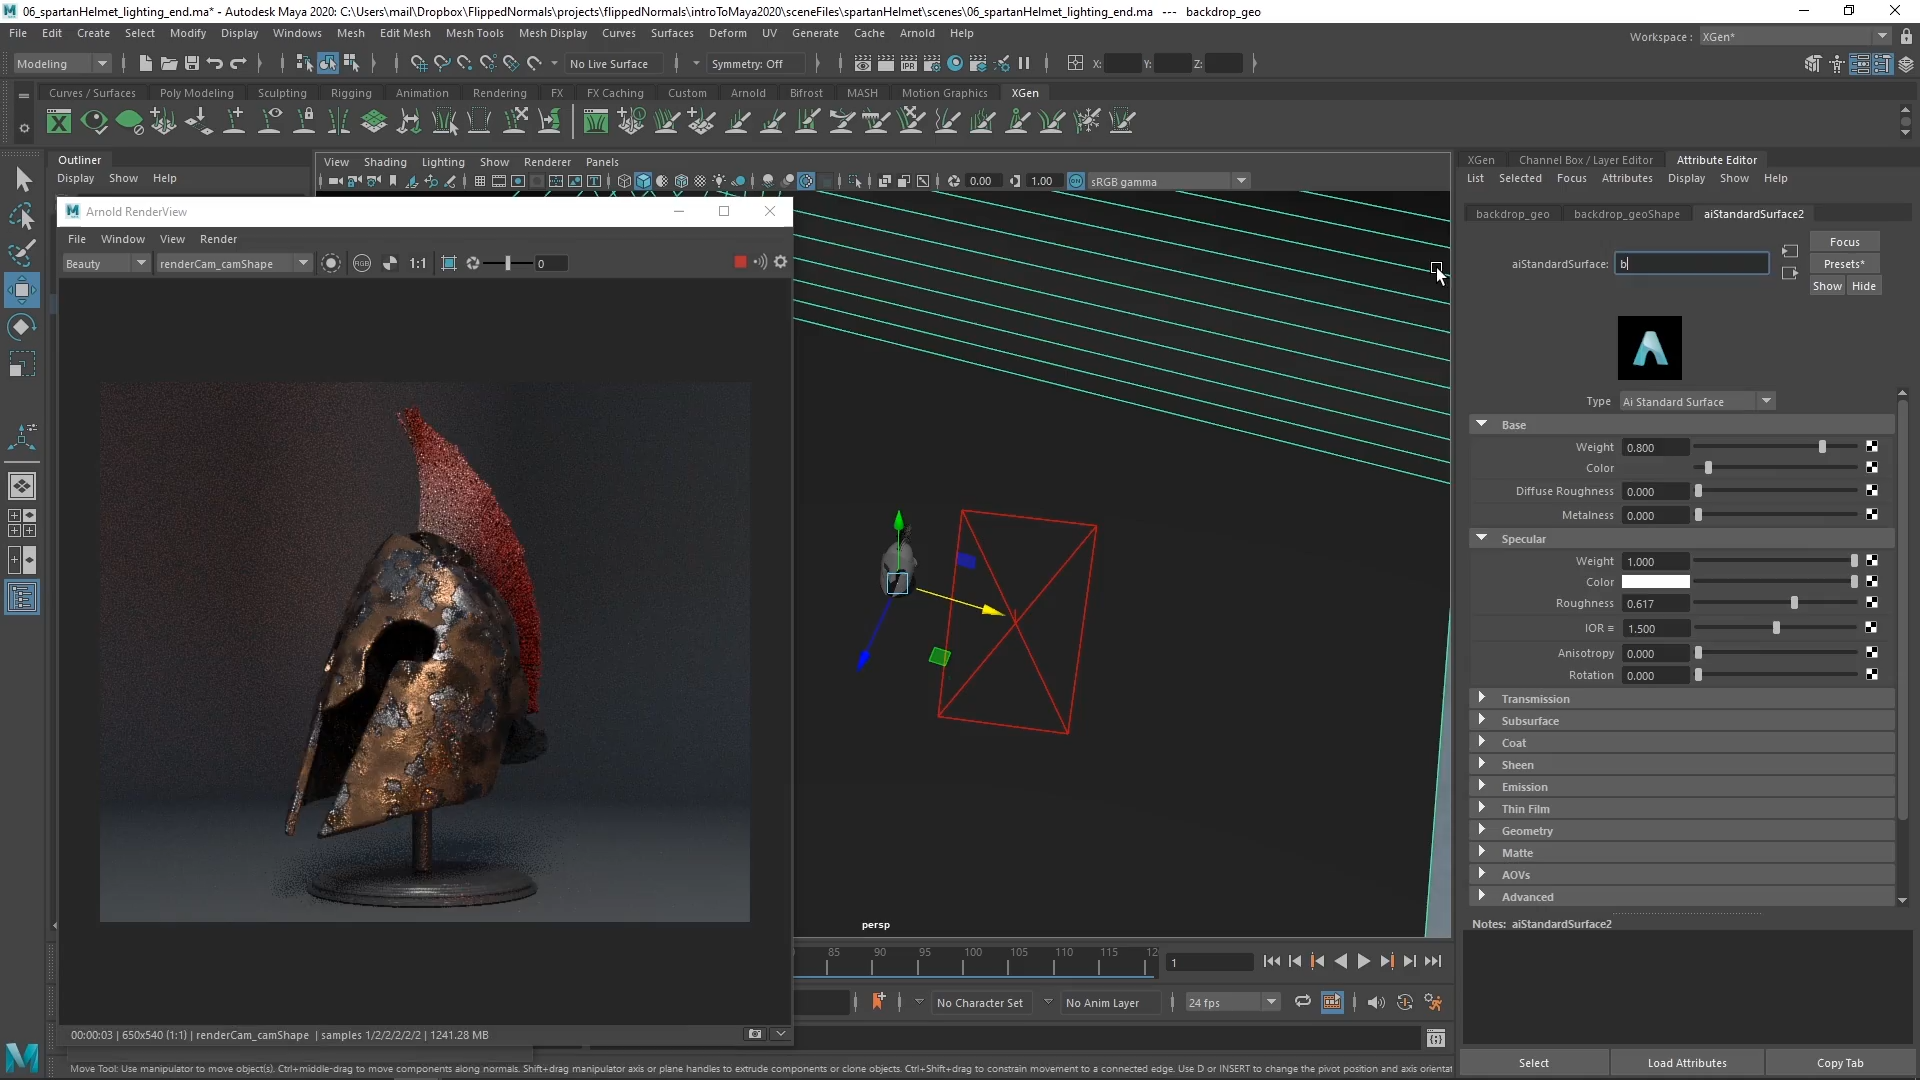 06_spartanHelmet_lighting_end.ma* - Autodesk Maya 2020: C:\Users\mail\Dropbox\FlippedNormals\projects\flippedNormals\introToMaya2020\sceneFiles\spartanHelmet\scenes\06_spartanHelmet_lighting_end.ma --- backdrop_geo
File Edit Create Select Modify Display Windows Mesh Edit Mesh Mesh Tools Mesh Display Curves Surfaces Deform UV Generate Cache Arnold Help
Workspace : XGen*
Modeling No Live Surface Symmetry: Off X: Y: Z:
Curves / Surfaces Poly Modeling Sculpting Rigging Animation Rendering FX FX Caching Custom Arnold Bifrost MASH Motion Graphics XGen
Outliner
Display Show Help
View Shading Lighting Show Renderer Panels
0.00 1.00 sRGB gamma
XGen Channel Box / Layer Editor Attribute Editor
List Selected Focus Attributes Display Show Help
Arnold RenderView
File Window View Render
Beauty renderCam_camShape RGB 1:1 0
backdrop_geo backdrop_geoShape aiStandardSurface2
aiStandardSurface: b
Focus
Presets*
Show Hide
Type Ai Standard Surface
Base
Weight 0.800
Color
Diffuse Roughness 0.000
Metalness 0.000
Specular
Weight 1.000
Color
Roughness 0.617
IOR = 1.500
Anisotropy 0.000
Rotation 0.000
Transmission
Subsurface
Coat
Sheen
Emission
Thin Film
Geometry
Matte
AOVs
Advanced
Notes: aiStandardSurface2
persp
85 90 95 100 105 110 115 12
1
No Character Set No Anim Layer 24 fps
00:00:03 | 650x540 (1:1) | renderCam_camShape | samples 1/2/2/2/2/2 | 1241.28 MB
Select Load Attributes Copy Tab
Move Tool: Use manipulator to move object(s). Ctrl+middle-drag to move components along normals. Shift+drag manipulator axis or plane handles to extrude components or clone objects. Ctrl+Shift+drag to constrain movement to a connected edge. Use D or INSERT to change the pivot position and axis orientat